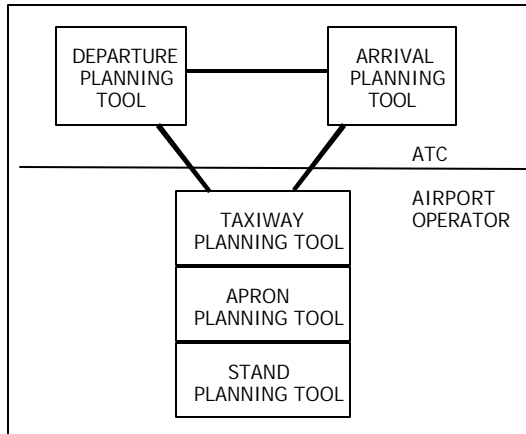 DEPARTURE
PLANNING
TOOL
ARRIVAL
PLANNING
TOOL
ATC
AIRPORT
OPERATOR
TAXIWAY
PLANNING TOOL
APRON
PLANNING TOOL
STAND
PLANNING TOOL